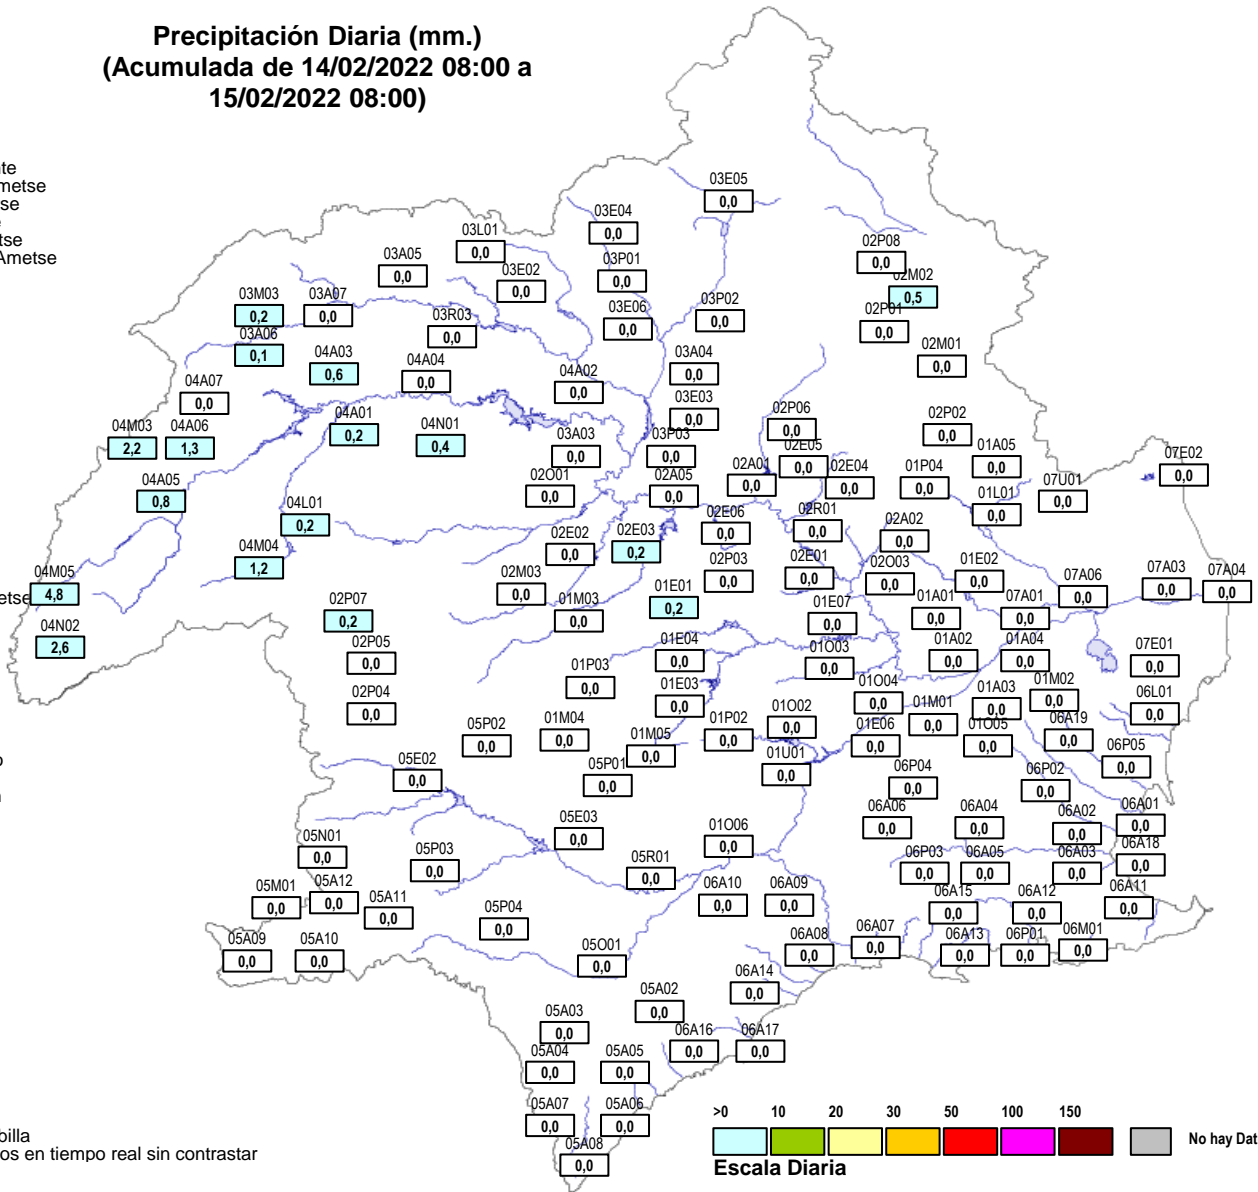 Precipitación Diaria (mm.)
(Acumulada de 14/02/2022 08:00 a
15/02/2022 08:00)
03E05
0,0
03E04
0,0
03L01
0,0
03A05
0,0
03P01
0,0
03E02
0,0
02P08
0,0
02M02
0,5
03M03
0,2
03A07
0,0
03P02
0,0
03E06
0,0
03R03
0,0
02P01
0,0
03A06
0,1
02M01
0,0
04A03
0,6
04A04
0,0
03A04
0,0
04A02
0,0
04A07
0,0
03E03
0,0
02P06
0,0
02P02
0,0
04M03
2,2
04A06
1,3
04A01
0,2
04N01
0,4
03A03
0,0
03P03
0,0
02E05
0,0
01A05
0,0
07E02
0,0
02A01
0,0
02E04
0,0
01P04
0,0
02O01
0,0
02A05
0,0
04A05
0,8
07U01
0,0
01L01
0,0
04L01
0,2
02E06
0,0
02R01
0,0
02A02
0,0
02E02
0,0
02E03
0,2
04M04
1,2
02P03
0,0
02E01
0,0
02O03
0,0
01E02
0,0
04M05
4,8
02M03
0,0
07A06
0,0
07A03
0,0
07A04
0,0
01E01
0,2
02P07
0,2
01M03
0,0
01E07
0,0
01A01
0,0
07A01
0,0
04N02
2,6
02P05
0,0
01E04
0,0
01O03
0,0
01A02
0,0
01A04
0,0
07E01
0,0
01P03
0,0
01E03
0,0
01O04
0,0
01A03
0,0
01M02
0,0
06L01
0,0
02P04
0,0
01M01
0,0
01O02
0,0
05P02
0,0
01M04
0,0
01P02
0,0
01E06
0,0
01O05
0,0
06A19
0,0
01M05
0,0
06P05
0,0
05E02
0,0
05P01
0,0
01U01
0,0
06P04
0,0
06P02
0,0
05E03
0,0
01O06
0,0
06A06
0,0
06A04
0,0
06A02
0,0
06A01
0,0
05N01
0,0
05P03
0,0
05R01
0,0
06P03
0,0
06A05
0,0
06A03
0,0
06A18
0,0
05M01
0,0
05A12
0,0
05A11
0,0
06A10
0,0
06A09
0,0
06A15
0,0
06A12
0,0
06A11
0,0
05P04
0,0
05A09
0,0
05A10
0,0
05O01
0,0
06A08
0,0
06A07
0,0
06A13
0,0
06P01
0,0
06M01
0,0
06A14
0,0
05A02
0,0
05A03
0,0
06A16
0,0
06A17
0,0
05A04
0,0
05A05
0,0
05A07
0,0
05A06
0,0
05A08
0,0
nte
metse
tse
tse
Ametse
etse
billa
os en tiempo real sin contrastar
>0 10 20 30 50 100 150
No hay Dat
Escala Diaria